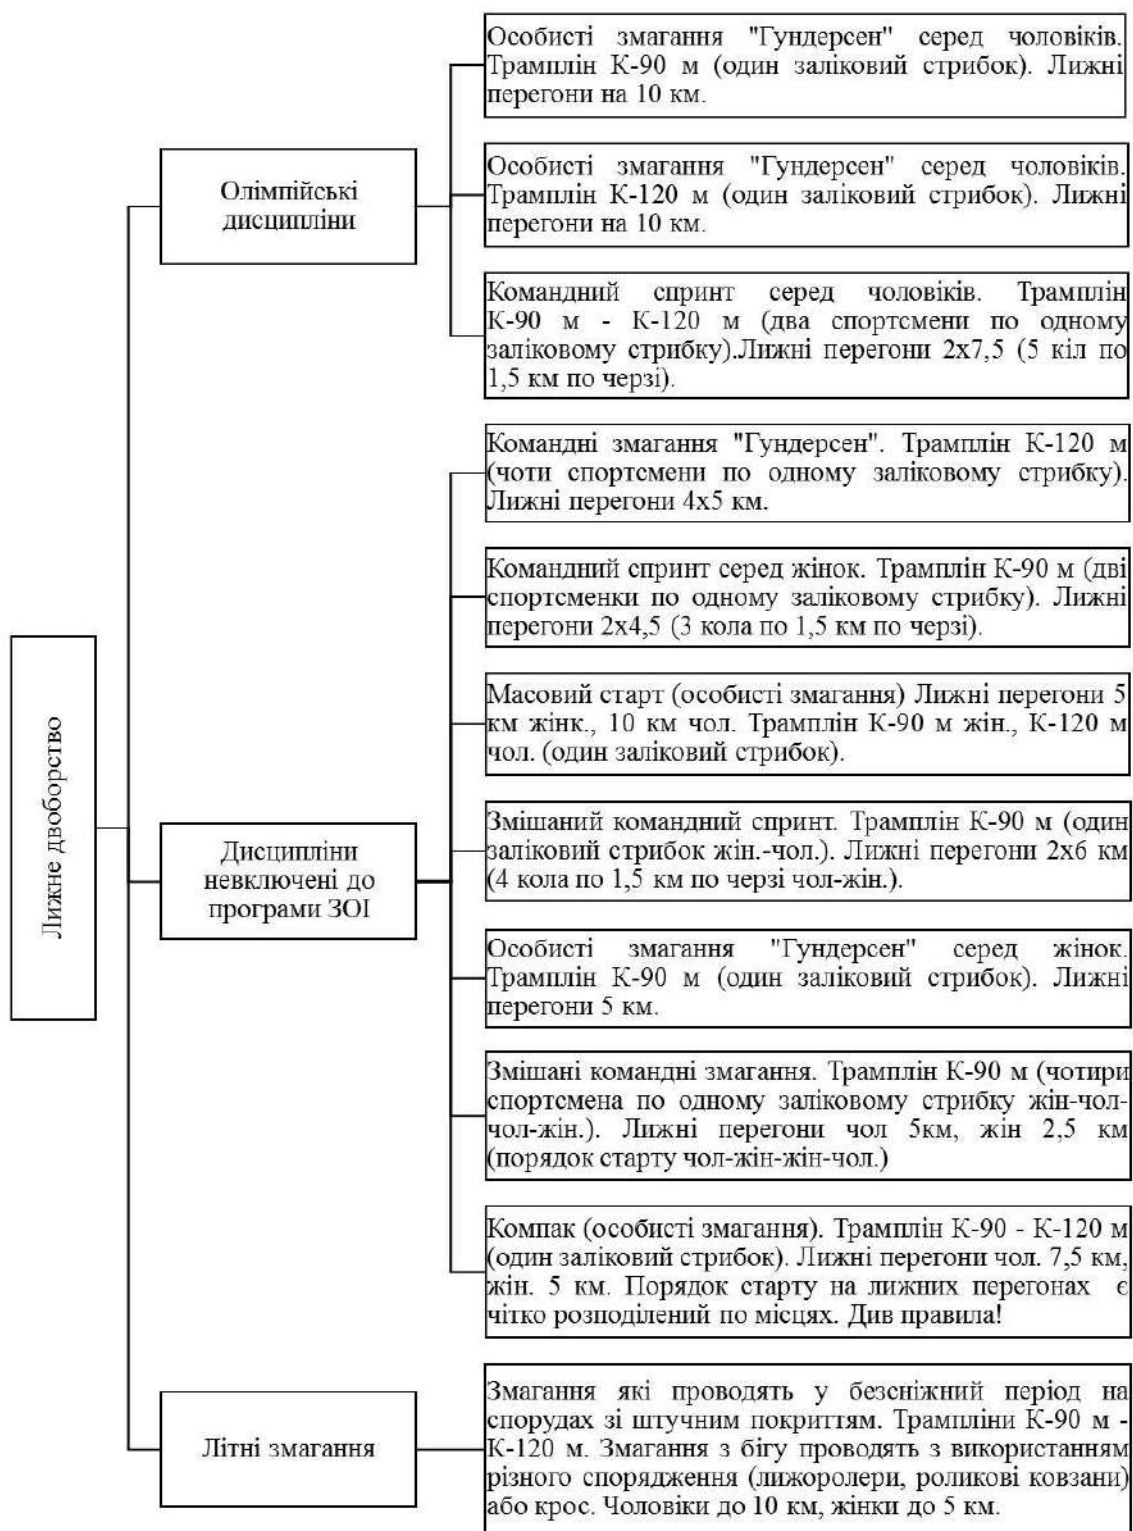 Особисті змагання "Гундерсен" серед чоловіків.
Трамплін К-90 м (один заліковий стрибок). Лижні
перегони на 10 км.
Олімпійські
дисципліни
Особисті змагання "Гундерсен" серед чоловіків.
Трамплін К-120 м (один заліковий стрибок). Лижні
перегони на 10 км.
Командний спринт серед чоловіків. Трамплін
К-90 м - К-120 м (два спортсмени по одному
заліковому стрибку).Лижні перегони 2х7,5 (5 кіл по
1,5 км по черзі).
Лижне двоборство
Дисципліни
невключені до
програми ЗОІ
Командні змагання "Гундерсен". Трамплін К-120 м
(чоти спортсмени по одному заліковому стрибку).
Лижні перегони 4х5 км.
Командний спринт серед жінок. Трамплін К-90 м (дві
спортсменки по одному заліковому стрибку). Лижні
перегони 2х4,5 (3 кола по 1,5 км по черзі).
Масовий старт (особисті змагання) Лижні перегони 5
км жінк., 10 км чол. Трамплін К-90 м жін., К-120 м
чол. (один заліковий стрибок).
Змішаний командний спринт. Трамплін К-90 м (один
заліковий стрибок жін.-чол.). Лижні перегони 2х6 км
(4 кола по 1,5 км по черзі чол-жін.).
Особисті змагання "Гундерсен" серед жінок.
Трамплін К-90 м (один заліковий стрибок). Лижні
перегони 5 км.
Змішані командні змагання. Трамплін К-90 м (чотири
спортсмена по одному заліковому стрибку жін-чол-
чол-жін.). Лижні перегони чол 5км, жін 2,5 км
(порядок старту чол-жін-жін-чол.)
Компак (особисті змагання). Трамплін К-90 - К-120 м
(один заліковий стрибок). Лижні перегони чол. 7,5 км,
жін. 5 км. Порядок старту на лижних перегонах є
чітко розподілений по місцях. Див правила!
Літні змагання
Змагання які проводять у безсніжний період на
спорудах зі штучним покриттям. Трампліни К-90 м -
К-120 м. Змагання з бігу проводять з використанням
різного спорядження (лижоролери, роликові ковзани)
або крос. Чоловіки до 10 км, жінки до 5 км.